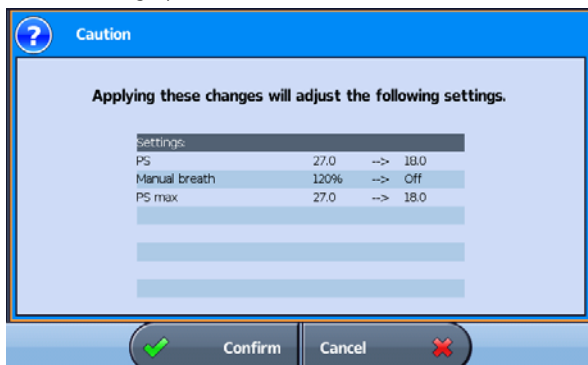 ?
Caution
Applying these changes will adjust the following settings.
Settings:
PS 27.0 --> 18.0
Manual breath 120% --> Off
PS max 27.0 --> 18.0
Confirm Cancel